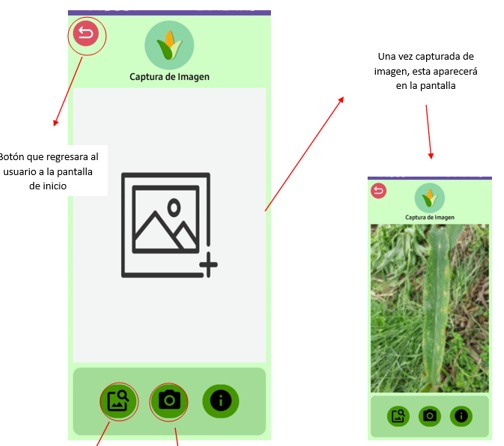 Captura de Imagen
Una vez capturada de
imagen, esta aparecerá
en la pantalla
Botón que regresara al
usuario a la pantalla
de inicio
Captura de Imagen